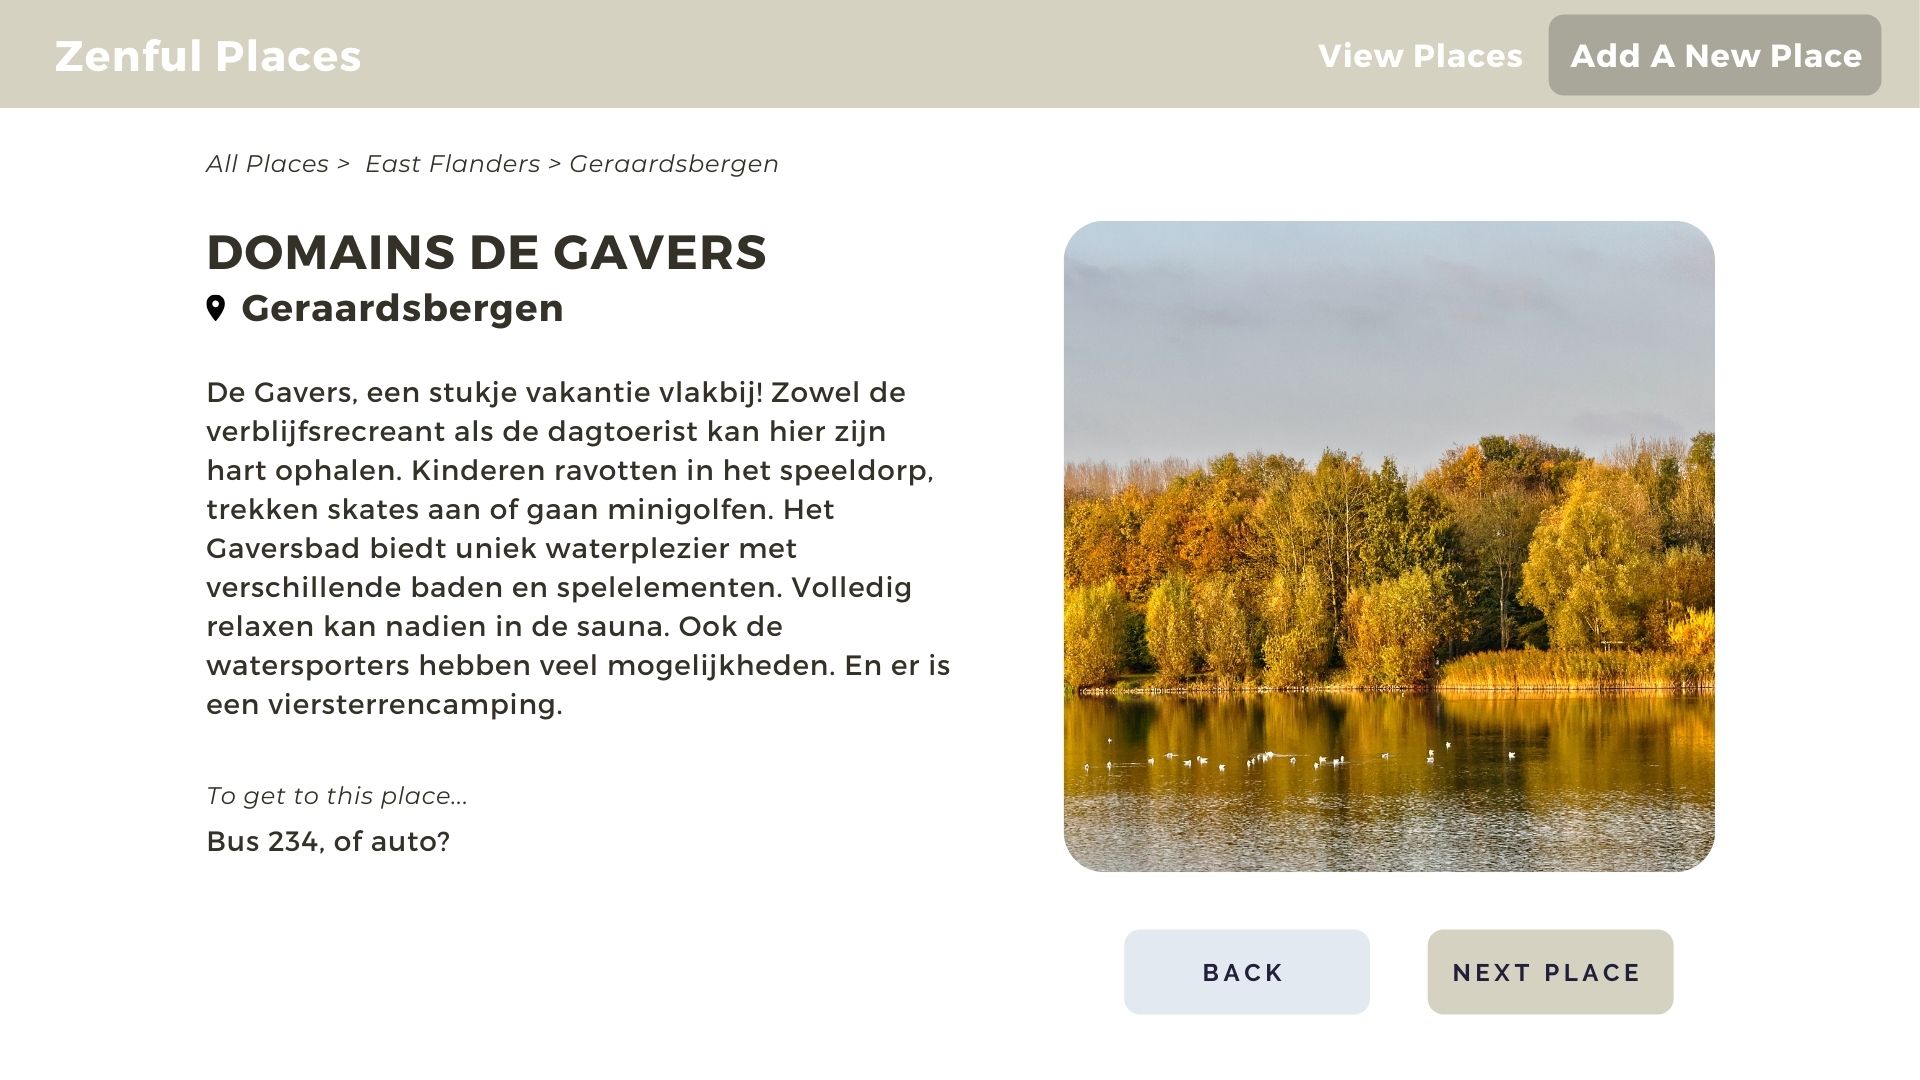 Zenful Places
View Places
Add A New Place
All Places > East Flanders > Geraardsbergen
DOMAINS DE GAVERS
Geraardsbergen
De Gavers, een stukje vakantie vlakbij! Zowel de
verblijfsrecreant als de dagtoerist kan hier zijn
hart ophalen. Kinderen ravotten in het speeldorp,
trekken skates aan of gaan minigolfen. Het
Gaversbad biedt uniek waterplezier met
verschillende baden en spelelementen. Volledig
relaxen kan nadien in de sauna. Ook de
watersporters hebben veel mogelijkheden. En er is
een viersterrencamping.
To get to this place...
Bus 234, of auto?
BACK
NEXT PLACE